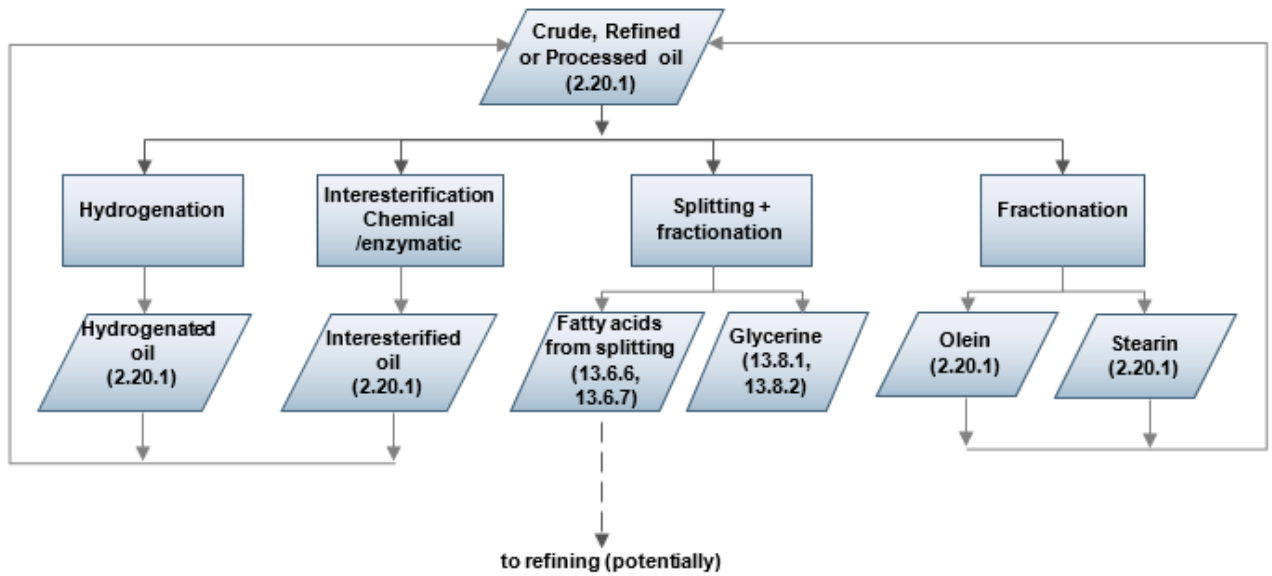 Crude, Refined
or Processed oil
(2.20.1)
Hydrogenation
Interesterification
Chemical
/enzymatic
Splitting +
fractionation
Fractionation
Hydrogenated
oil
(2.20.1)
Interesterified
oil
(2.20.1)
Fatty acids
from splitting
(13.6.6,
13.6.7)
Glycerine
(13.8.1,
13.8.2)
Olein
(2.20.1)
Stearin
(2.20.1)
to refining (potentially)